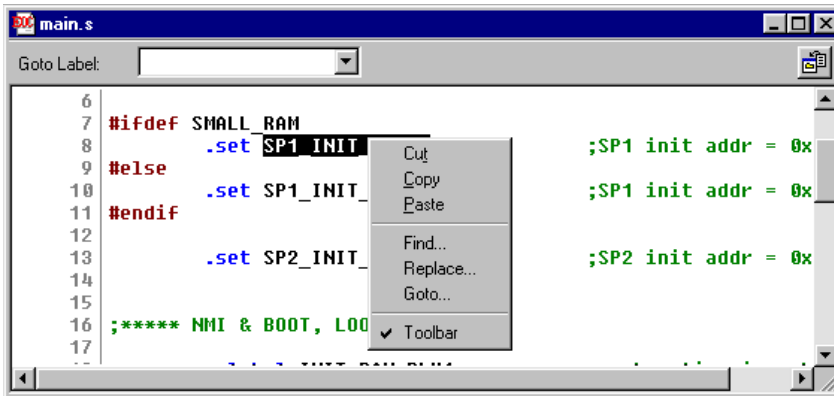 main.s
Goto Label:
6
7 #ifdef SMALL_RAM
8 .set SP1_INIT_ ;SP1 init addr = 0x
9 #else
10 .set SP1_INIT_ ;SP1 init addr = 0x
11 #endif
12
13 .set SP2_INIT_ ;SP2 init addr = 0x
14
15
16 ;***** NMI & BOOT, LOO
17
Cut
Copy
Paste
Find...
Replace...
Goto...
Toolbar